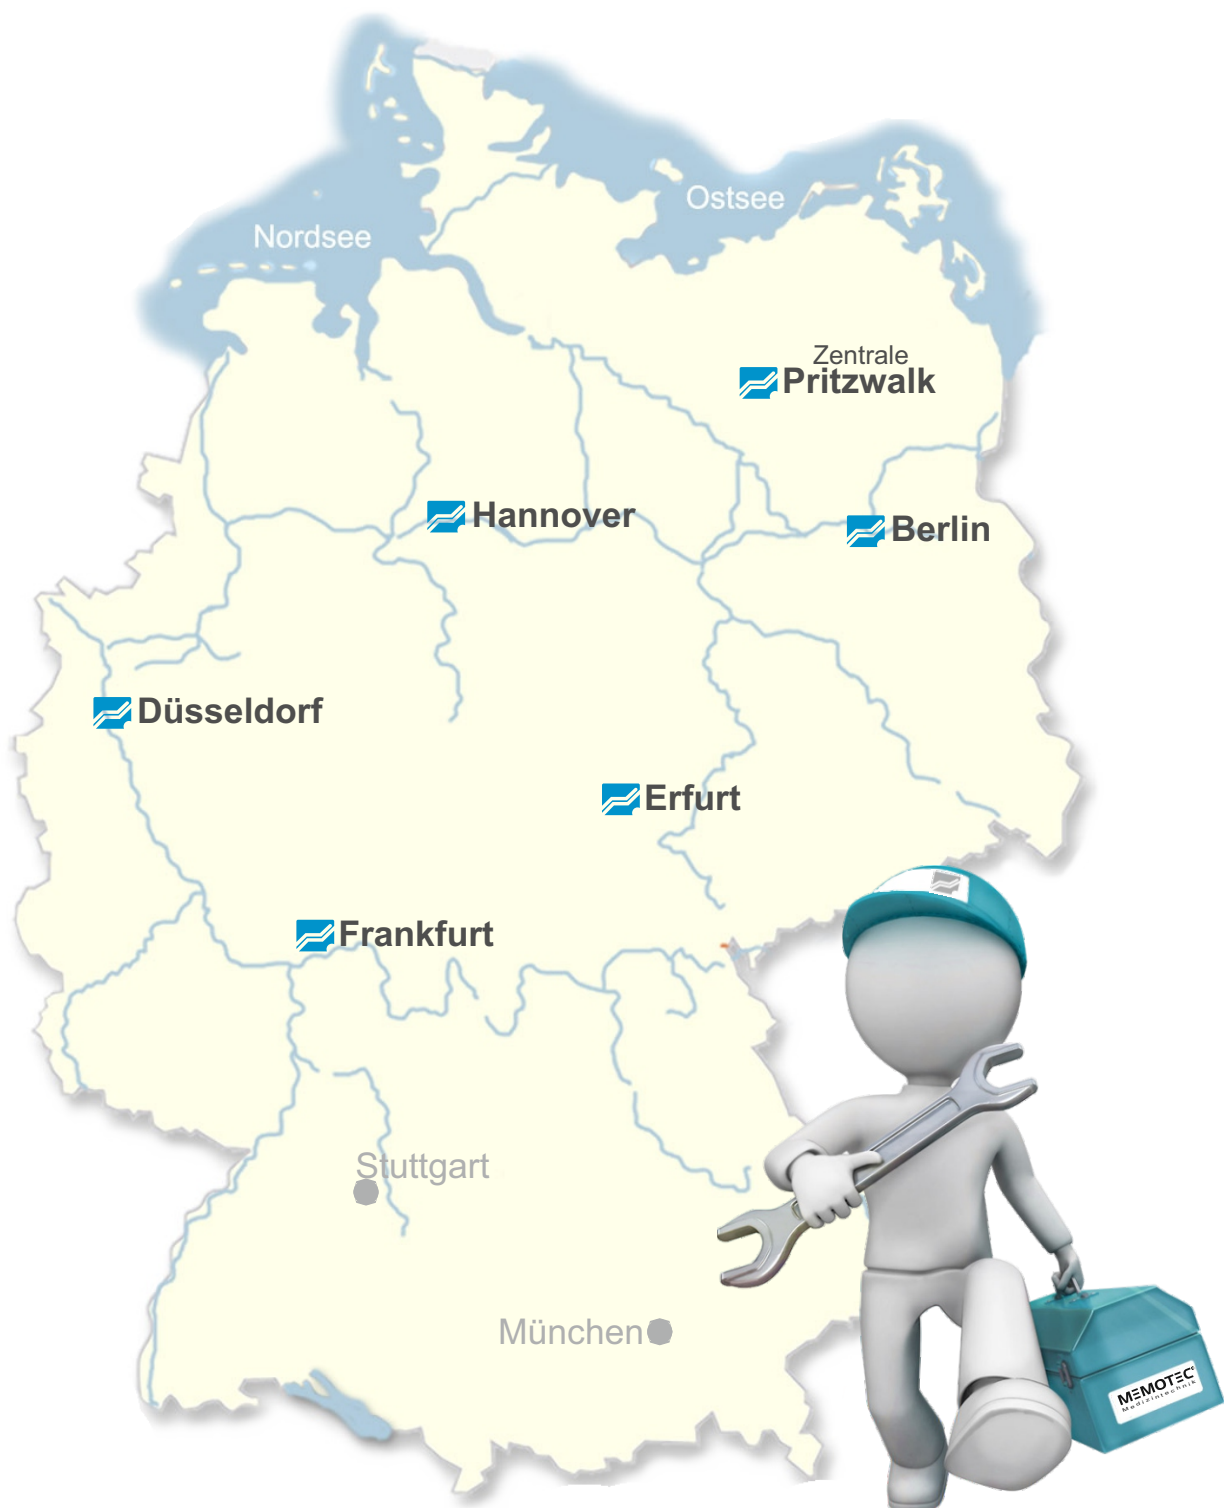 Ostsee
Nordsee
Zentrale
Pritzwalk
Hannover
Berlin
Düsseldorf
Erfurt
Frankfurt
Stuttgart
München
MEMOTEC
Medizintechnik